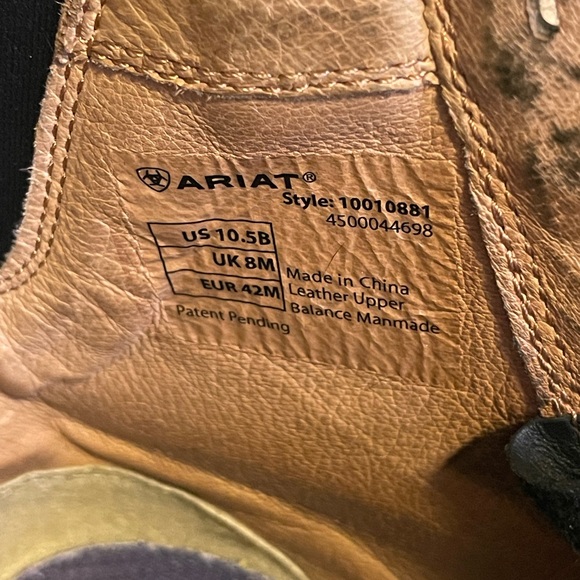 ARIAT®
Style: 10010881
4500044698
US 10.5B
UK 8M
EUR 42M
Patent Pending
Made in China
Leather Upper
Balance Manmade